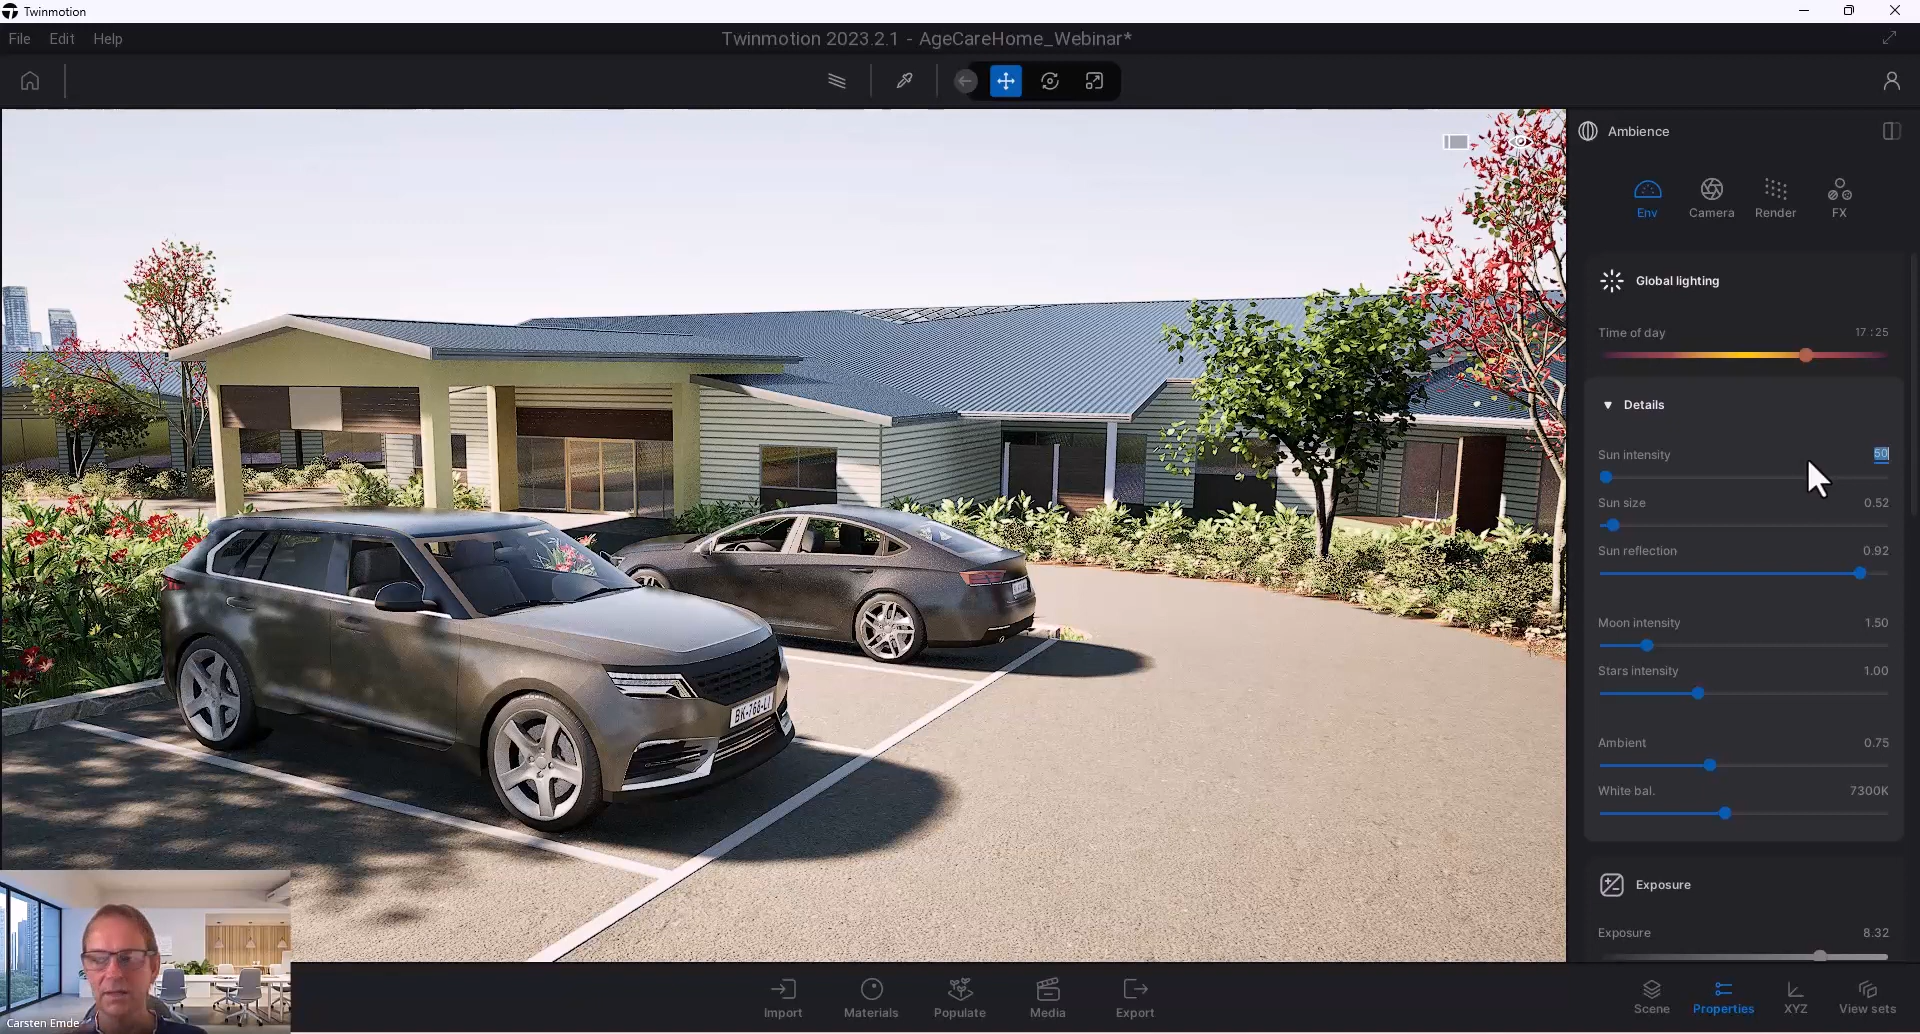 Twinmotion
File Edit Help
Twinmotion 2023.2.1 - AgeCareHome_Webinar*
Ambience
Env Camera Render FX
Global lighting
Time of day 17:25
Details
Sun intensity 50
Sun size 0.52
Sun reflection 0.92
Moon intensity 1.50
Stars intensity 1.00
Ambient 0.75
White bal. 7300K
Exposure
Exposure 8.32
BK-768-LI
Carsten Emde
Import Materials Populate Media Export
Scene Properties XYZ View sets